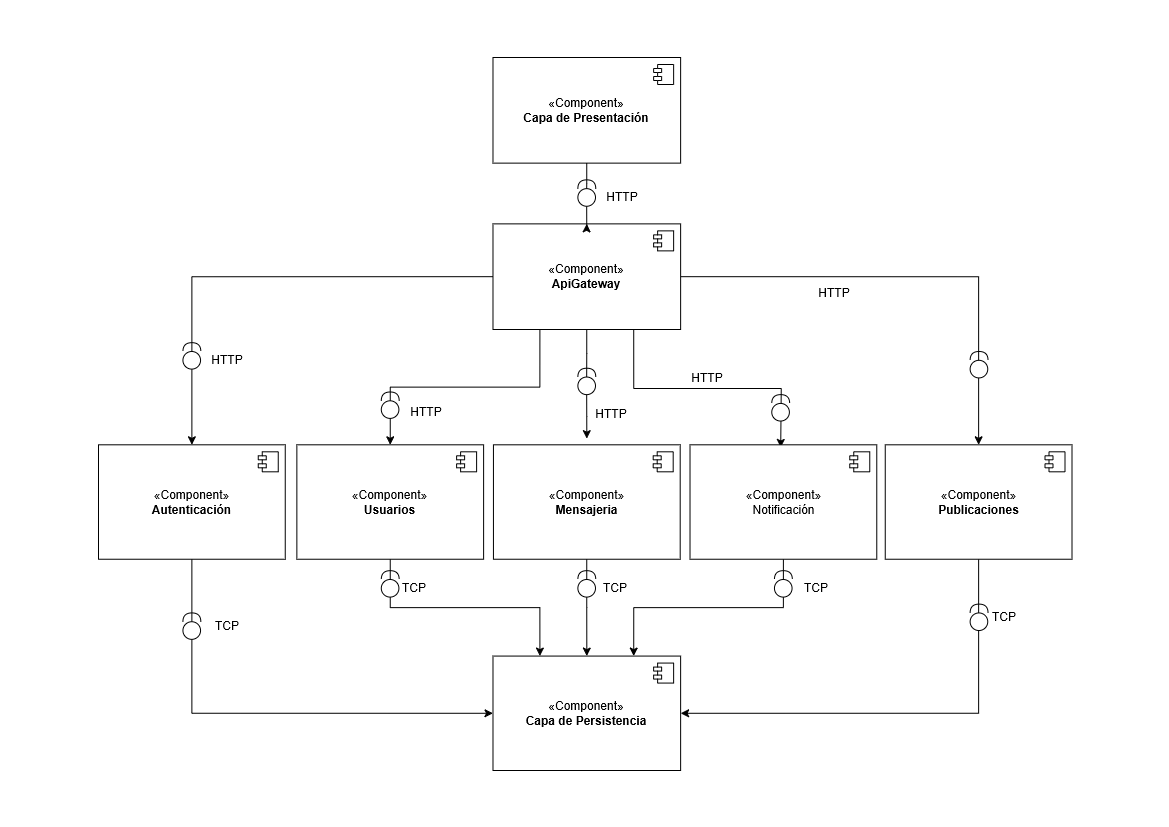 «Component»
Capa de Presentación
HTTP
«Component»
ApiGateway
HTTP
HTTP
HTTP
HTTP
HTTP
«Component»
Autenticación
«Component»
Usuarios
«Component»
Mensajeria
«Component»
Notificación
«Component»
Publicaciones
TCP
TCP
TCP
TCP
TCP
«Component»
Capa de Persistencia